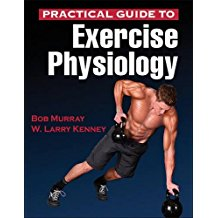 PRACTICAL GUIDE TO
Exercise
Physiology
BOB MURRAY
W. LARRY KENNEY